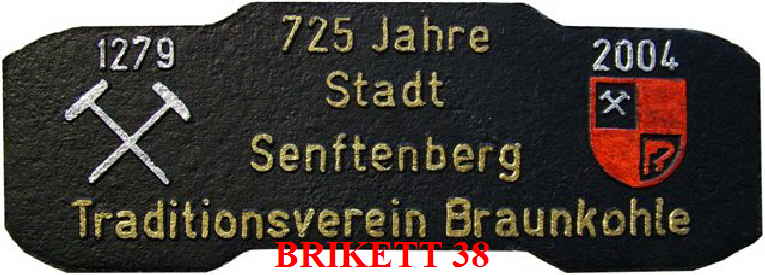 725 Jahre
1279 2004
Stadt
Senftenberg
Traditionsverein Braunkohle
BRIKETT 38